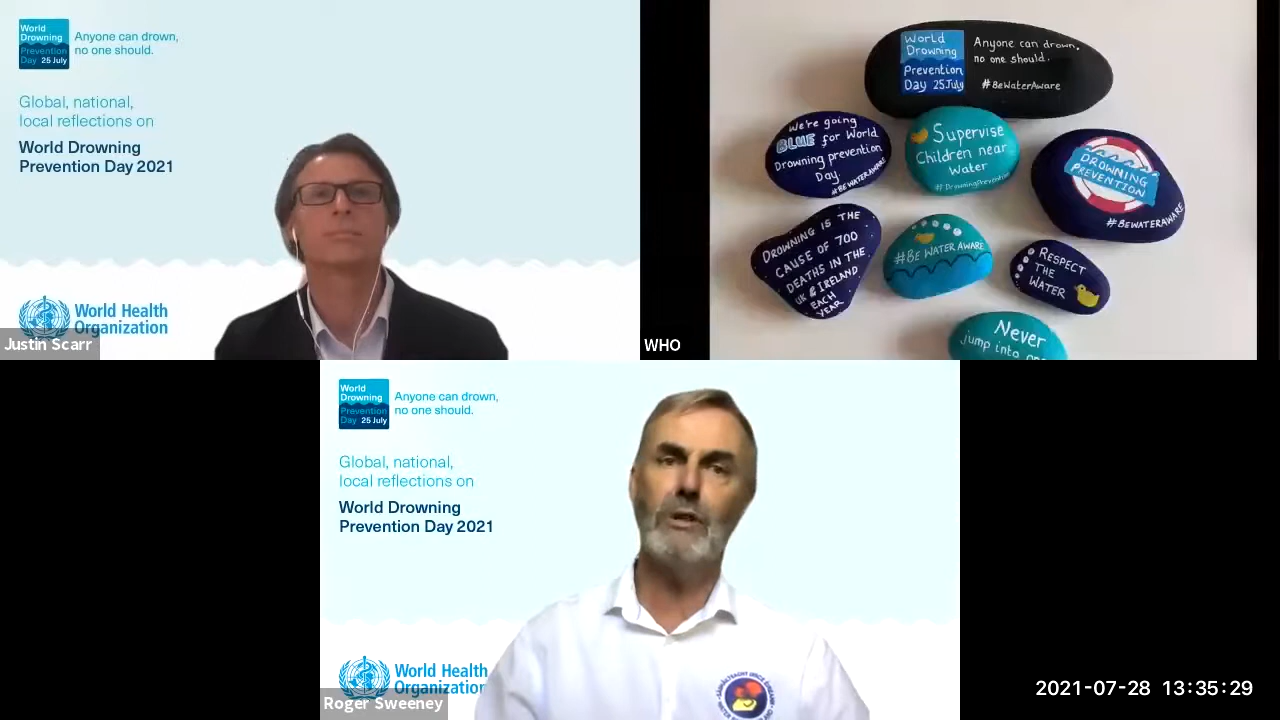 World
Drowning
Prevention
Day 25 July
Anyone can drown,
no one should.
Global, national,
local reflections on
World Drowning
Prevention Day 2021
World Health
Organization
Justin Scarr
World
Drowning
Prevention
Day 25 July
Anyone can drown,
no one should.
#BeWaterAware
We're going
BLUE for World
Drowning prevention
Day.
#BEWATERAWARE
Supervise
Children near
Water
#DrowningPrevention
DROWNING
PREVENTION
#BEWATERAWARE
DROWNING IS THE
CAUSE OF 700
DEATHS IN THE
UK & IRELAND
EACH
YEAR
#BE WATER AWARE
RESPECT
THE
WATER
Never
jump into
WHO
World
Drowning
Prevention
Day 25 July
Anyone can drown,
no one should.
Global, national,
local reflections on
World Drowning
Prevention Day 2021
World Health
Organization
Roger Sweeney
2021-07-28 13:35:29